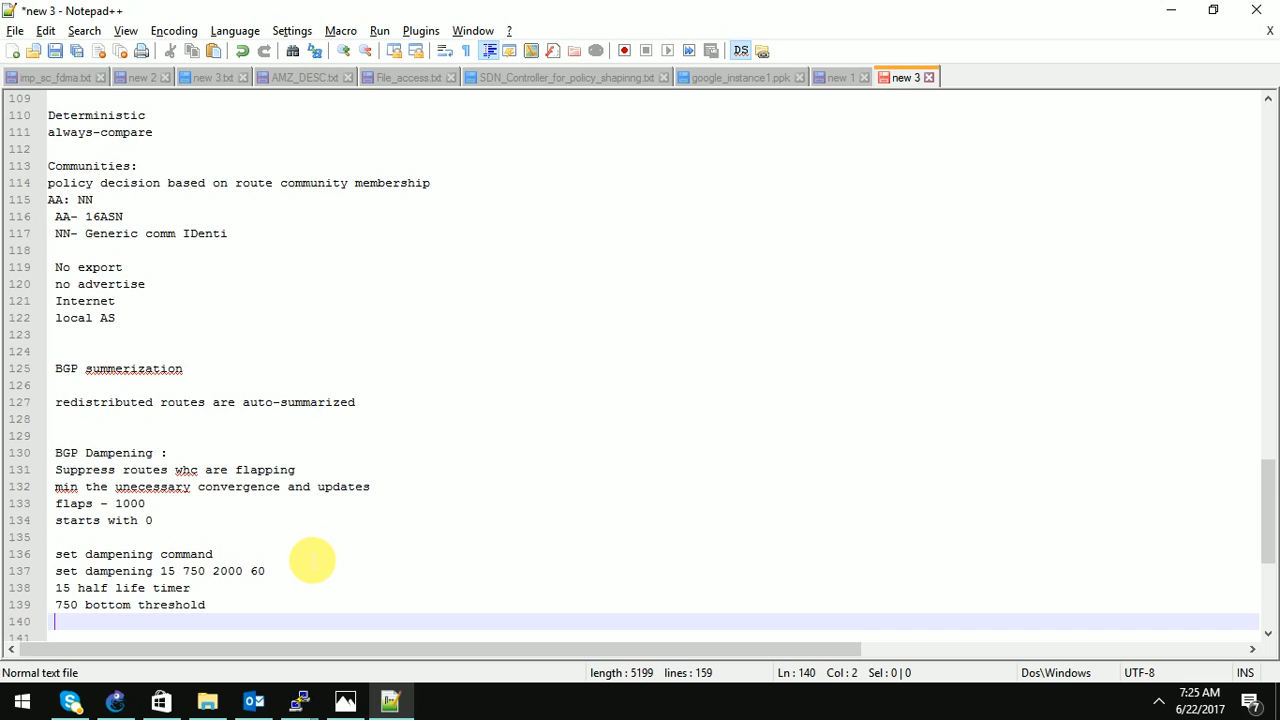 *new 3 - Notepad++
File Edit Search View Encoding Language Settings Macro Run Plugins Window ? X
imp_sc_fdma.txt new 2 new 3.txt AMZ_DESC.txt File_access.txt SDN_Controller_for_policy_shapinng.txt google_instance1.ppk new 1 new 3
109
110 Deterministic
111 always-compare
112
113 Communities:
114 policy decision based on route community membership
115 AA: NN
116 AA- 16ASN
117 NN- Generic comm IDenti
118
119 No export
120 no advertise
121 Internet
122 local AS
123
124
125 BGP summerization
126
127 redistributed routes are auto-summarized
128
129
130 BGP Dampening :
131 Suppress routes whc are flapping
132 min the unecessary convergence and updates
133 flaps - 1000
134 starts with 0
135
136 set dampening command
137 set dampening 15 750 2000 60
138 15 half life timer
139 750 bottom threshold
140
141
Normal text file length : 5199 lines : 159 Ln : 140 Col : 2 Sel : 0 | 0 Dos\Windows UTF-8 INS
7:25 AM
6/22/2017
7